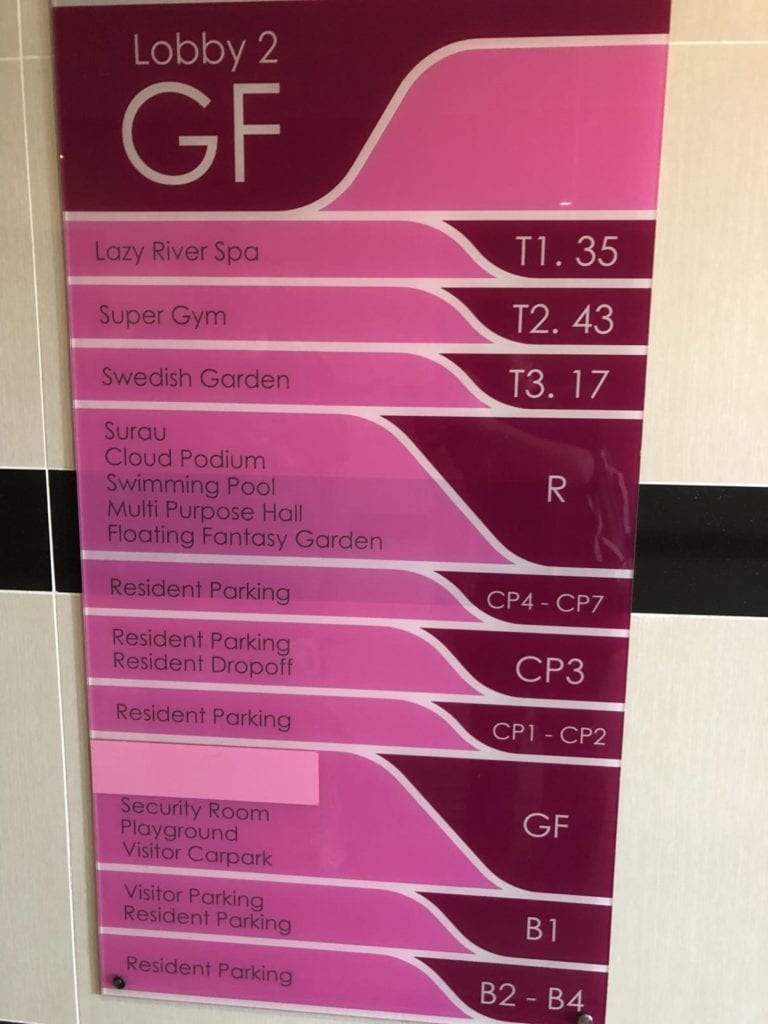 Lobby 2
GF
Lazy River Spa T1. 35
Super Gym T2. 43
Swedish Garden T3. 17
Surau
Cloud Podium
Swimming Pool R
Multi Purpose Hall
Floating Fantasy Garden
Resident Parking CP4 - CP7
Resident Parking
Resident Dropoff CP3
Resident Parking CP1 - CP2
Security Room GF
Playground
Visitor Carpark
Visitor Parking
Resident Parking B1
Resident Parking B2 - B4